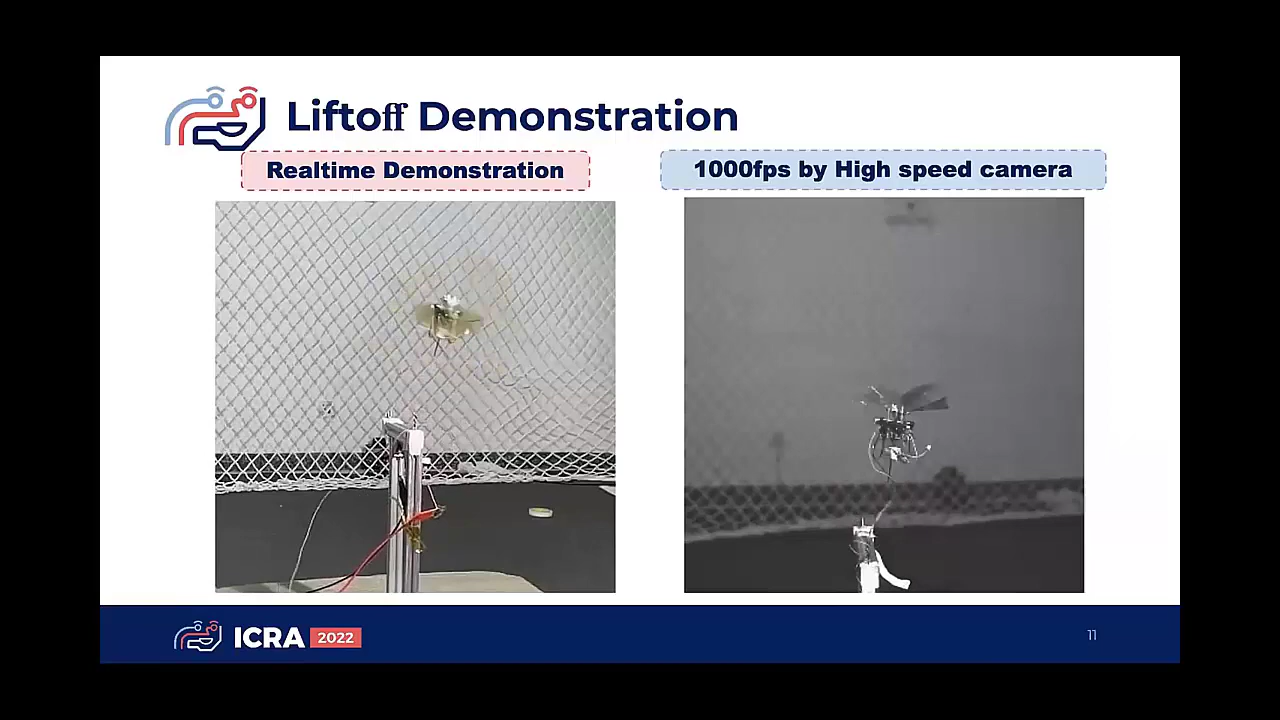 Liftoff Demonstration
Realtime Demonstration
1000fps by High speed camera
ICRA 2022
11